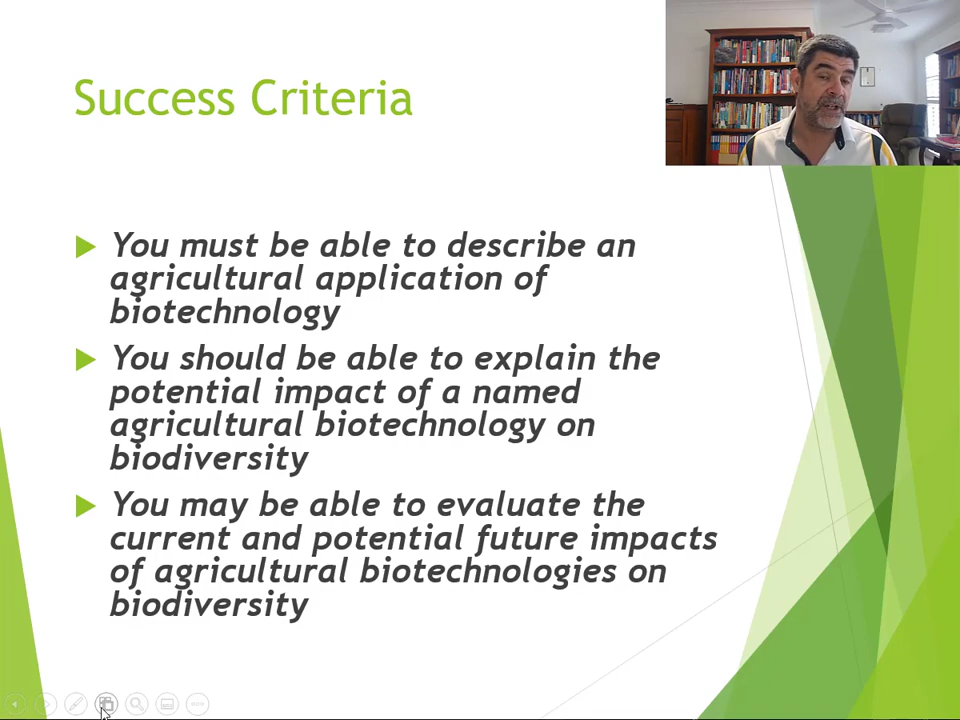 Success Criteria
You must be able to describe an
agricultural application of
biotechnology
You should be able to explain the
potential impact of a named
agricultural biotechnology on
biodiversity
You may be able to evaluate the
current and potential future impacts
of agricultural biotechnologies on
biodiversity